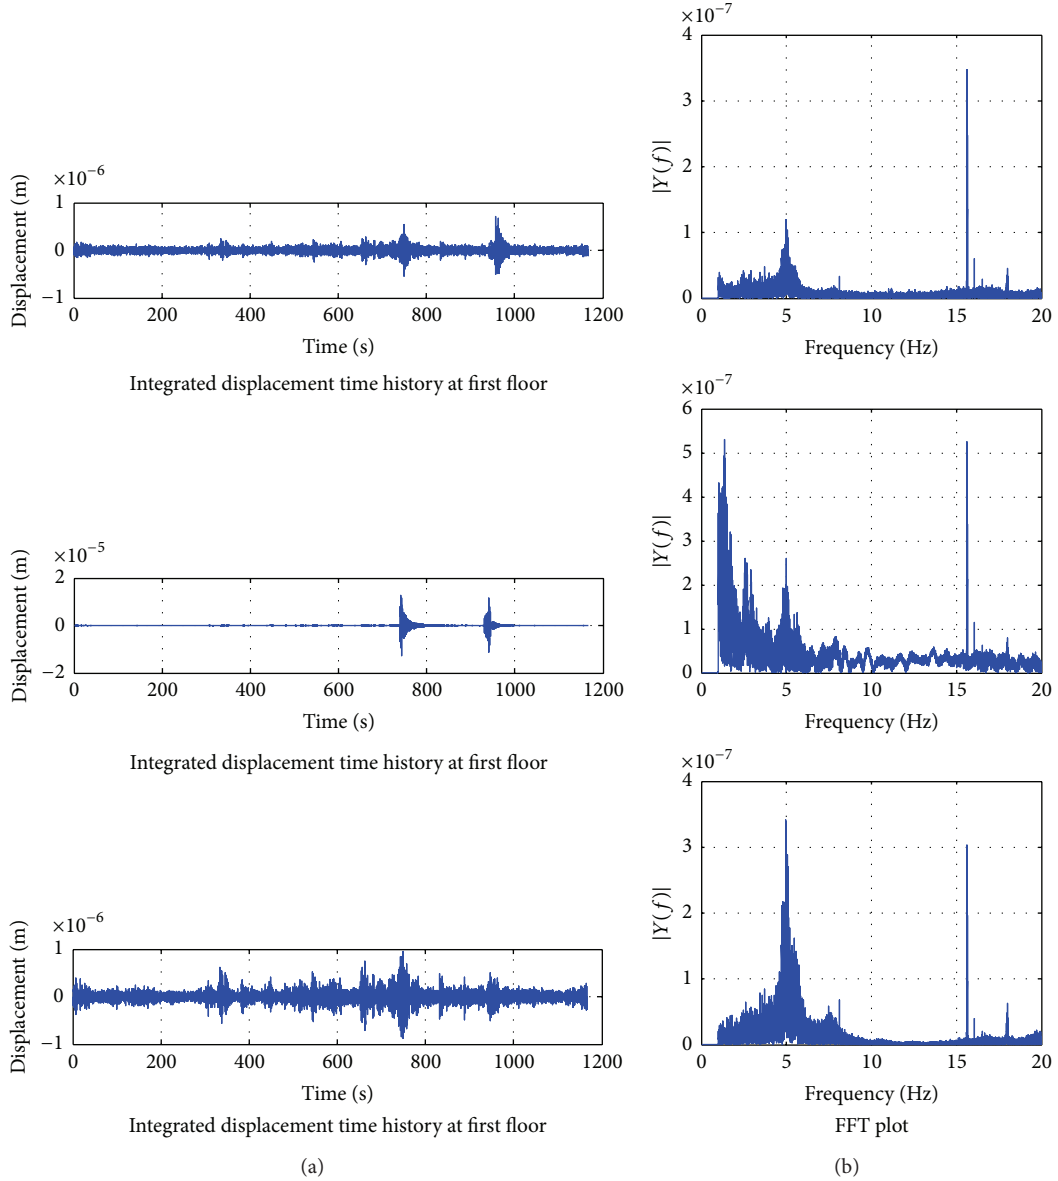 ×10⁻⁶
Displacement (m)
1
0
−1
0 200 400 600 800 1000 1200
Time (s)
Integrated displacement time history at first floor
×10⁻⁵
Displacement (m)
2
0
−2
0 200 400 600 800 1000 1200
Time (s)
Integrated displacement time history at first floor
×10⁻⁶
Displacement (m)
1
0
−1
0 200 400 600 800 1000 1200
Time (s)
Integrated displacement time history at first floor
(a)
×10⁻⁷
|Y(f)|
4
3
2
1
0
0 5 10 15 20
Frequency (Hz)
×10⁻⁷
|Y(f)|
6
5
4
3
2
1
0
0 5 10 15 20
Frequency (Hz)
×10⁻⁷
|Y(f)|
4
3
2
1
0
0 5 10 15 20
Frequency (Hz)
FFT plot
(b)